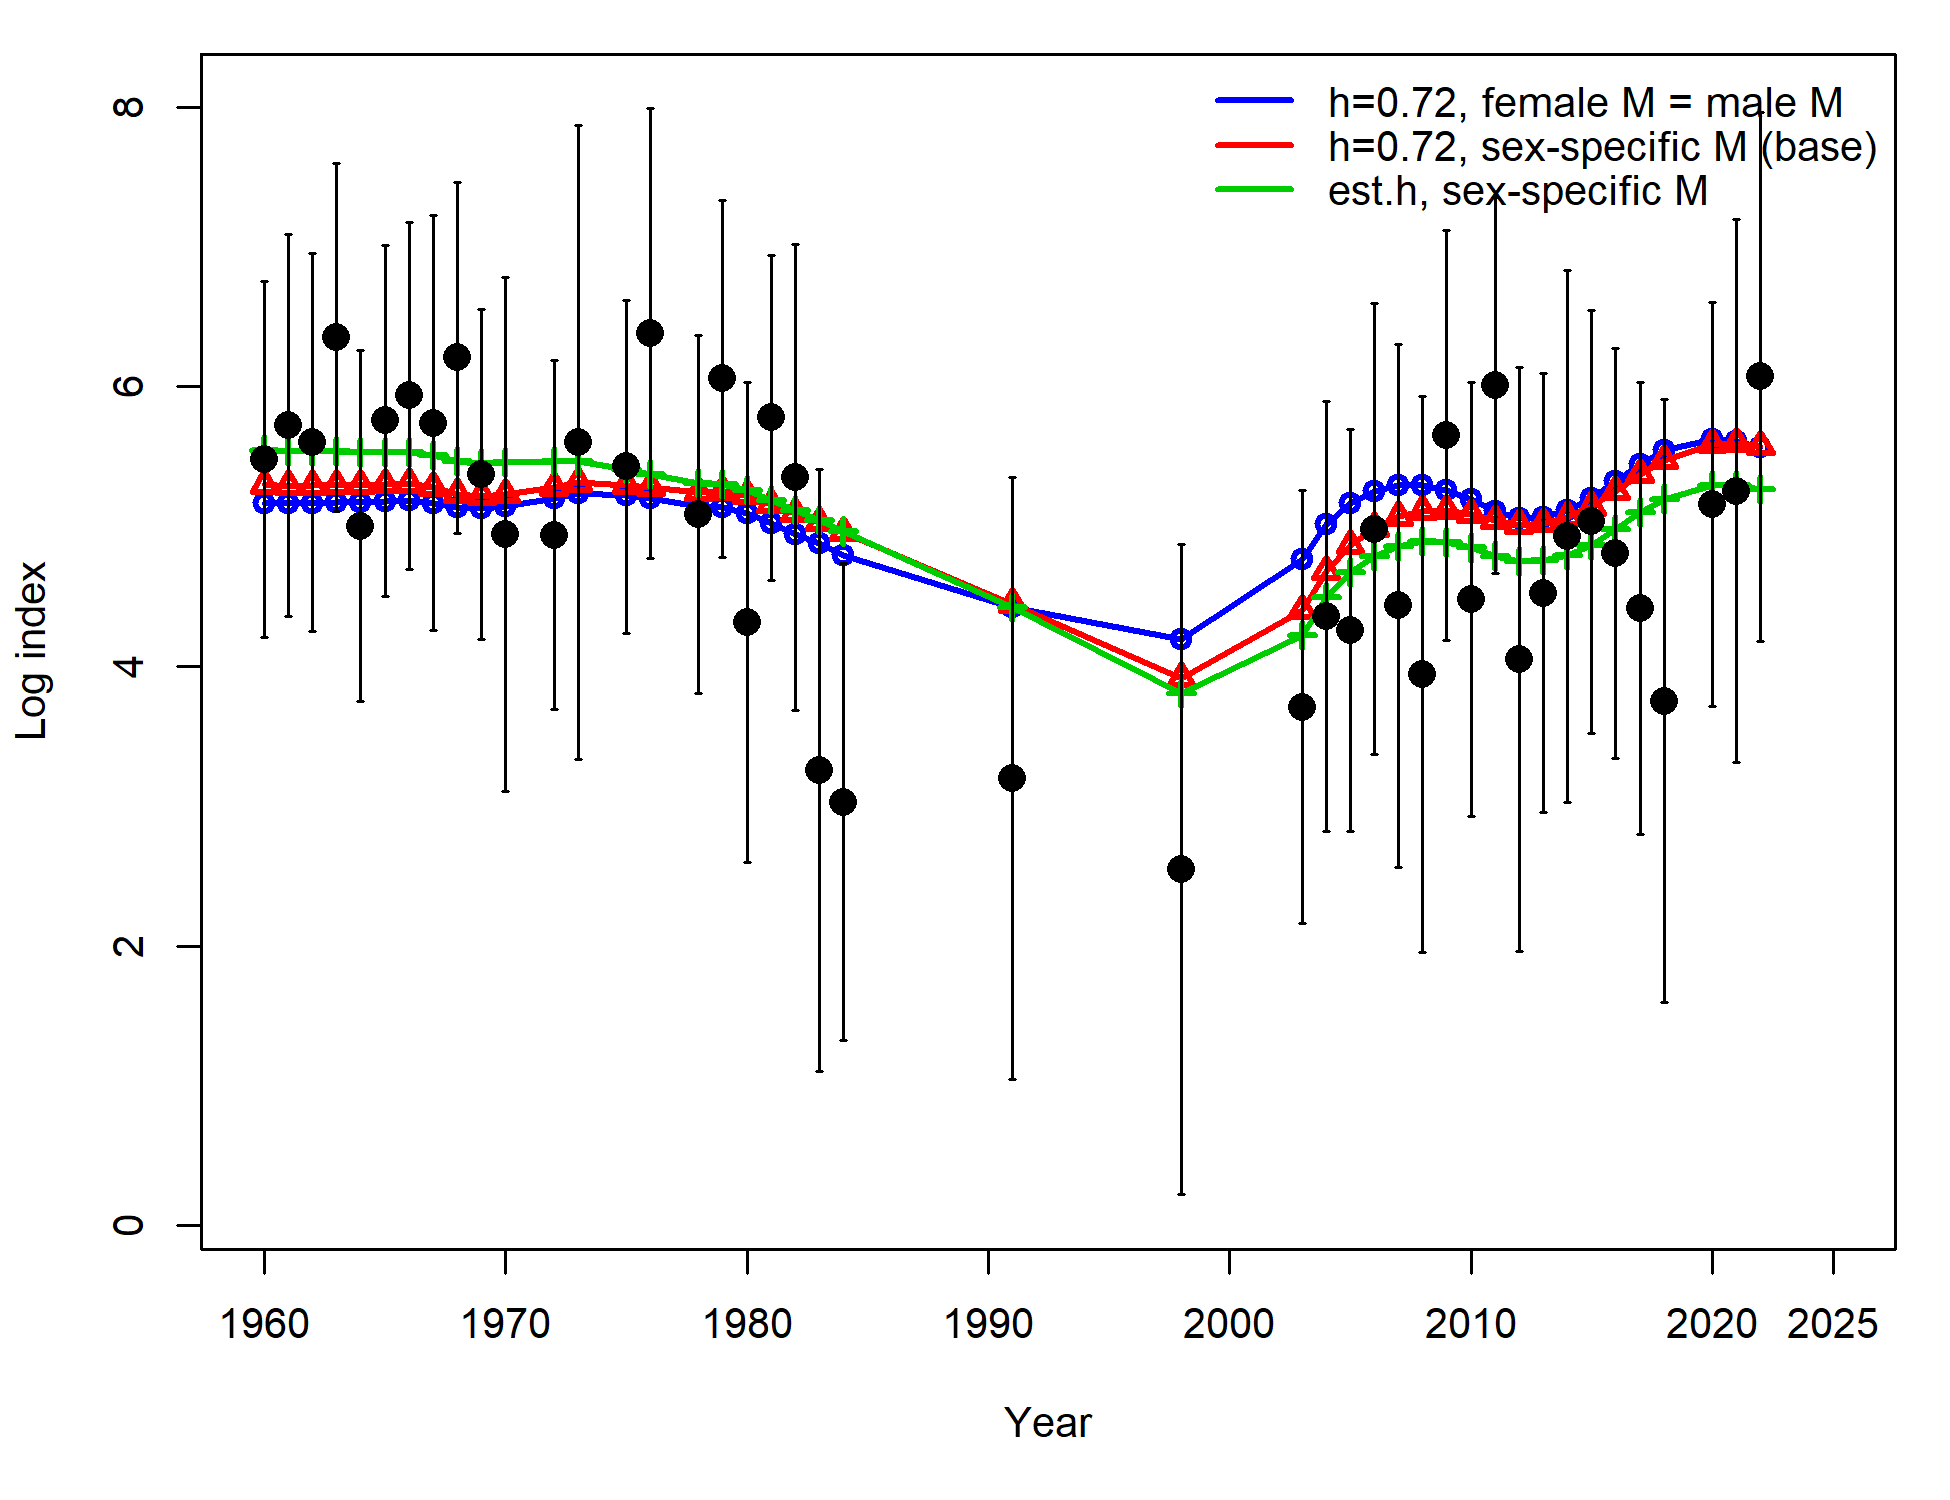 h=0.72, female M = male M
h=0.72, sex-specific M (base)
est.h, sex-specific M
8
6
4
2
0
Log index
1960 1970 1980 1990 2000 2010 2020 2025
Year